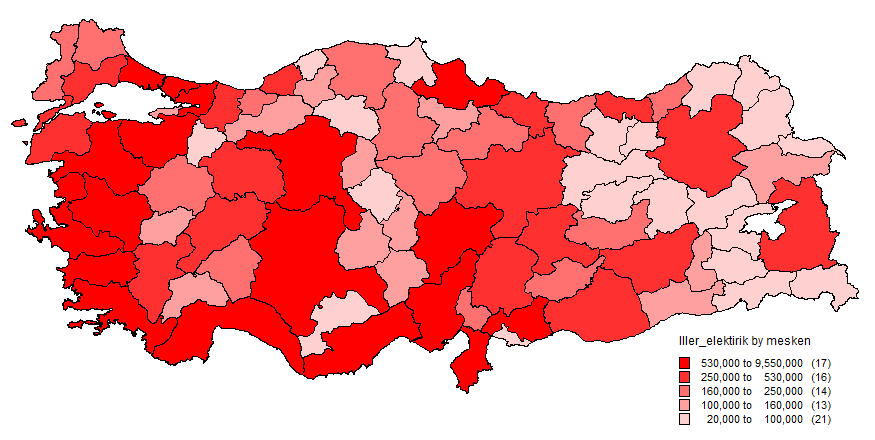 Iller_elektirik by mesken
530,000 to 9,550,000 (17)
250,000 to 530,000 (16)
160,000 to 250,000 (14)
100,000 to 160,000 (13)
20,000 to 100,000 (21)